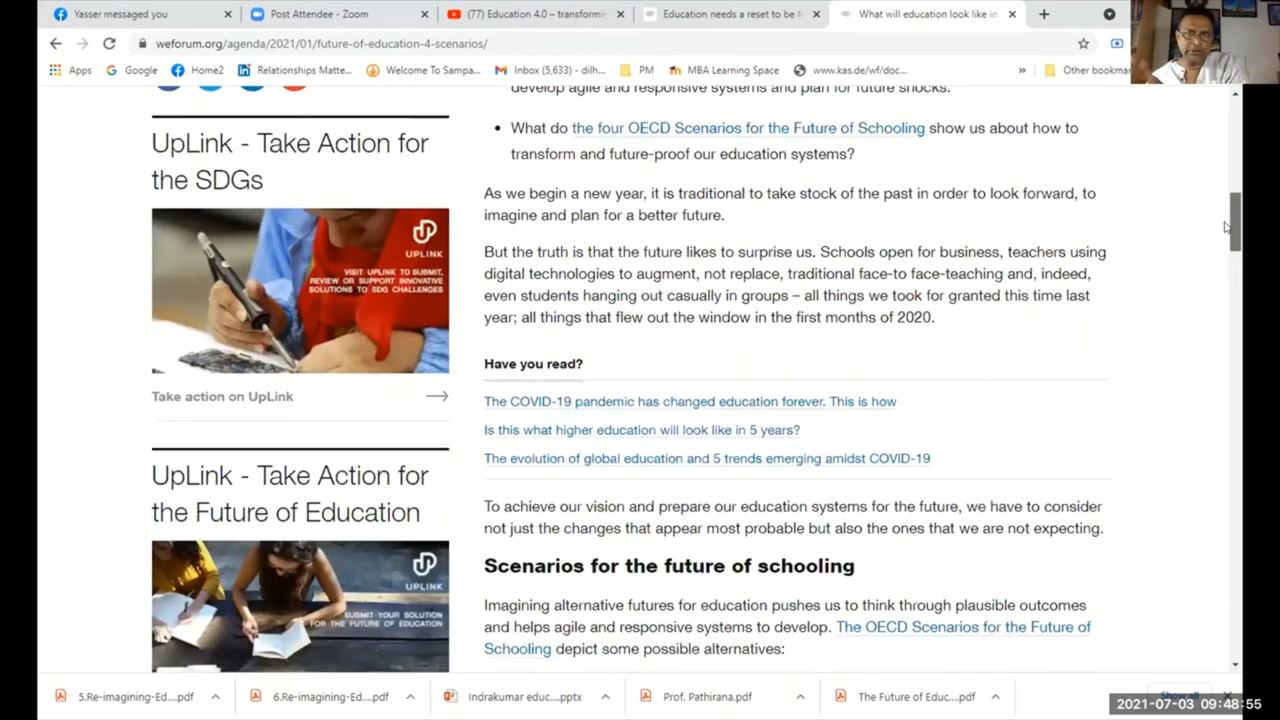 Yasser messaged you
Post Attendee - Zoom
(77) Education 4.0 – transformin
Education needs a reset to be f
What will education look like in
weforum.org/agenda/2021/01/future-of-education-4-scenarios/
Apps
Google
Home2
Relationships Matte...
Welcome To Sampa...
Inbox (5,633) - dilh...
PM
MBA Learning Space
www.kas.de/wf/doc...
»
Other bookmar
develop agile and responsive systems and plan for future shocks.
UpLink - Take Action for
the SDGs
UPLINK
VISIT UPLINK TO SUBMIT,
REVIEW OR SUPPORT INNOVATIVE
SOLUTIONS TO SDG CHALLENGES
Take action on UpLink
UpLink - Take Action for
the Future of Education
UPLINK
SUBMIT YOUR SOLUTION
FOR THE FUTURE OF EDUCATION
• What do the four OECD Scenarios for the Future of Schooling show us about how to
transform and future-proof our education systems?
As we begin a new year, it is traditional to take stock of the past in order to look forward, to
imagine and plan for a better future.
But the truth is that the future likes to surprise us. Schools open for business, teachers using
digital technologies to augment, not replace, traditional face-to face-teaching and, indeed,
even students hanging out casually in groups – all things we took for granted this time last
year; all things that flew out the window in the first months of 2020.
Have you read?
The COVID-19 pandemic has changed education forever. This is how
Is this what higher education will look like in 5 years?
The evolution of global education and 5 trends emerging amidst COVID-19
To achieve our vision and prepare our education systems for the future, we have to consider
not just the changes that appear most probable but also the ones that we are not expecting.
Scenarios for the future of schooling
Imagining alternative futures for education pushes us to think through plausible outcomes
and helps agile and responsive systems to develop. The OECD Scenarios for the Future of
Schooling depict some possible alternatives:
5.Re-imagining-Ed....pdf
6.Re-imagining-Ed....pdf
Indrakumar educ....pptx
Prof. Pathirana.pdf
The Future of Educ....pdf
Show all
2021-07-03 09:48:55